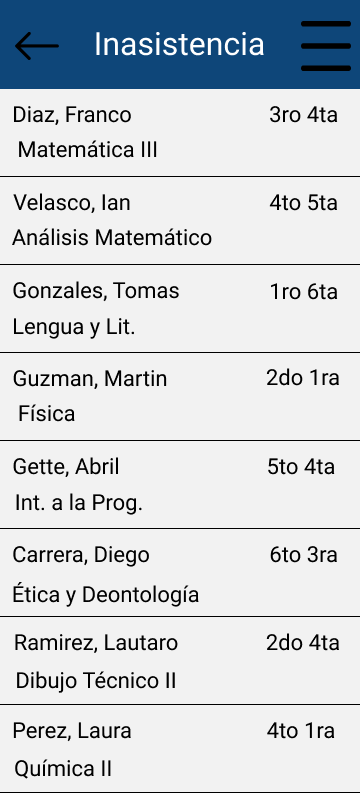 Inasistencia
Diaz, Franco 3ro 4ta
Matemática III
Velasco, Ian 4to 5ta
Análisis Matemático
Gonzales, Tomas 1ro 6ta
Lengua y Lit.
Guzman, Martin 2do 1ra
Física
Gette, Abril 5to 4ta
Int. a la Prog.
Carrera, Diego 6to 3ra
Ética y Deontología
Ramirez, Lautaro 2do 4ta
Dibujo Técnico II
Perez, Laura 4to 1ra
Química II